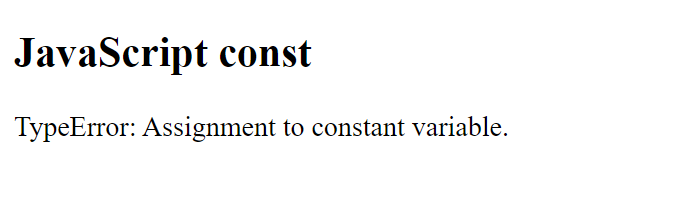 JavaScript const
TypeError: Assignment to constant variable.